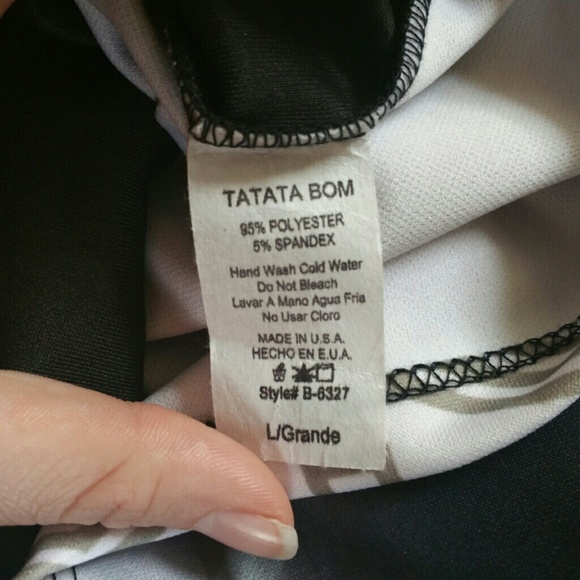 TATATA BOM
95% POLYESTER
5% SPANDEX
Hand Wash Cold Water
Do Not Bleach
Lavar A Mano Agua Fria
No Usar Cloro
MADE IN U.S.A.
HECHO EN E.U.A.
Style# B-6327
L/Grande